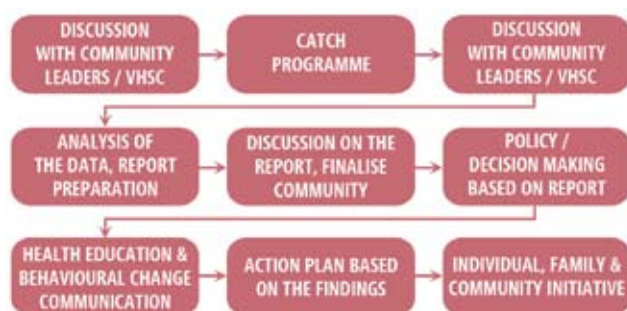 DISCUSSION
WITH COMMUNITY
LEADERS / VHSC
CATCH
PROGRAMME
DISCUSSION
WITH COMMUNITY
LEADERS / VHSC
ANALYSIS OF
THE DATA, REPORT
PREPARATION
DISCUSSION ON THE
REPORT, FINALISE
COMMUNITY
POLICY /
DECISION MAKING
BASED ON REPORT
HEALTH EDUCATION &
BEHAVIOURAL CHANGE
COMMUNICATION
ACTION PLAN BASED
ON THE FINDINGS
INDIVIDUAL, FAMILY &
COMMUNITY INITIATIVE